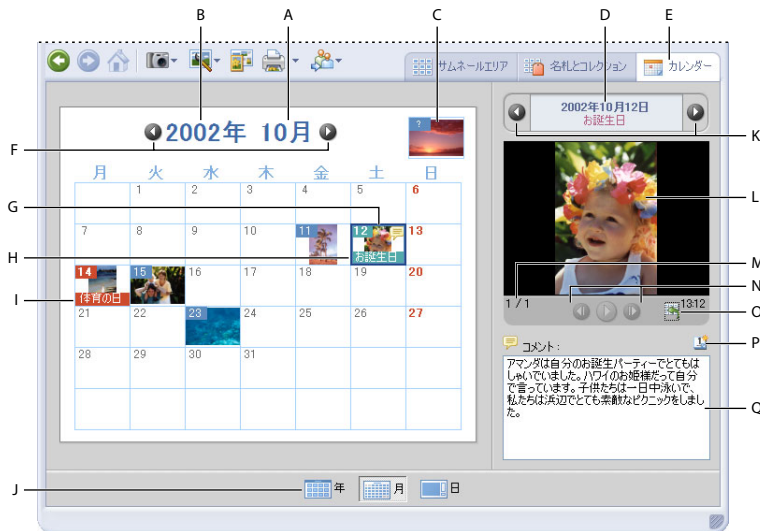 B A C D E
サムネールエリア 名札とコレクション カレンダー
2002年 10月
?
月 火 水 木 金 土 日
1 2 3 4 5 6
7 8 9 10 11 12 13
お誕生日
14 15 16 17 18 19 20
体育の日
21 22 23 24 25 26 27
28 29 30 31
年 月 日
F
G
H
I
J
2002年10月12日
お誕生日
K
L
M
1 / 1
N
13:12
O
P
コメント:
アマンダは自分のお誕生パーティーでとてもは
しゃいでいました。ハワイのお姫様だって自分
で言っています。子供たちは一日中泳いで、
私たちは浜辺でとても素敵なピクニックをしまし
た。
Q